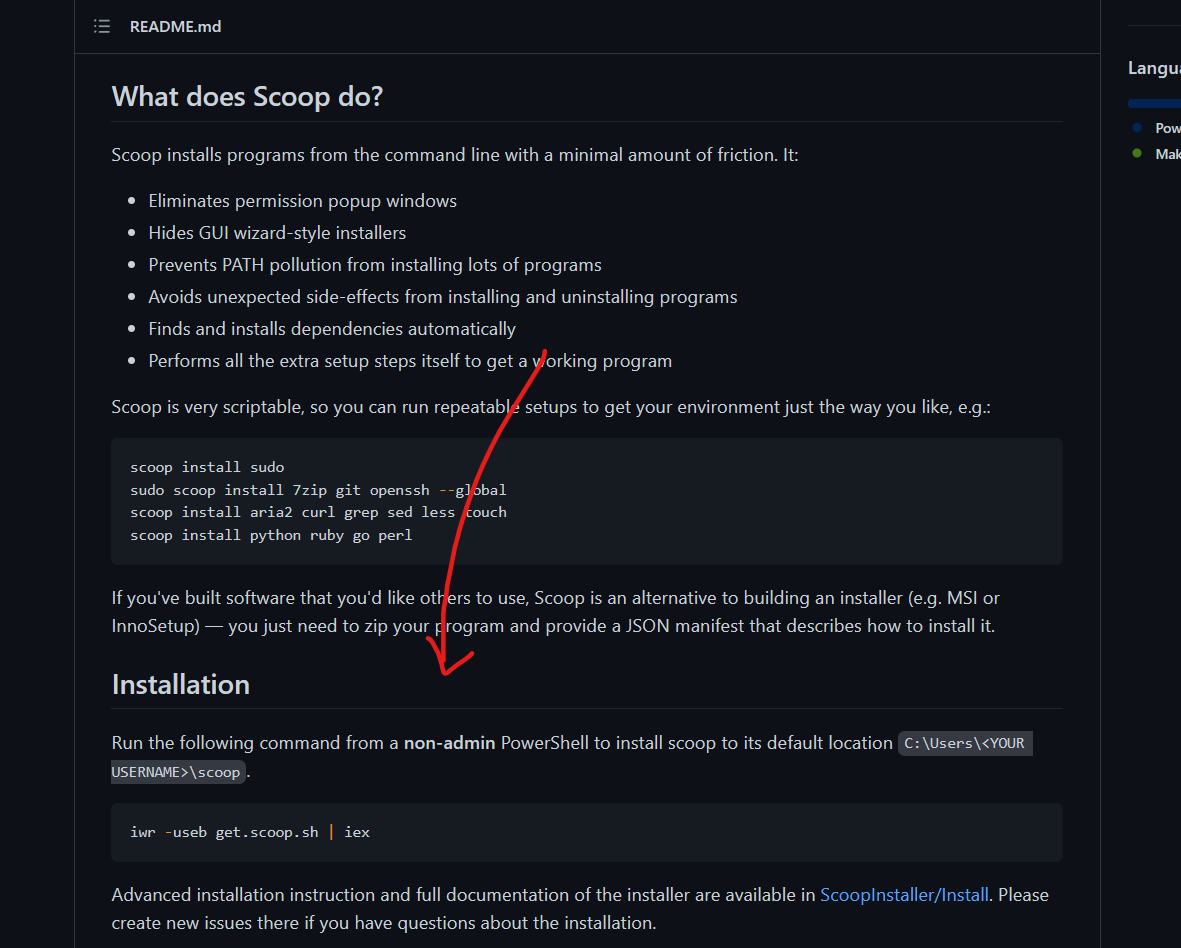 README.md
What does Scoop do?
Scoop installs programs from the command line with a minimal amount of friction. It:
Eliminates permission popup windows
Hides GUI wizard-style installers
Prevents PATH pollution from installing lots of programs
Avoids unexpected side-effects from installing and uninstalling programs
Finds and installs dependencies automatically
Performs all the extra setup steps itself to get a working program
Scoop is very scriptable, so you can run repeatable setups to get your environment just the way you like, e.g.:
scoop install sudo
sudo scoop install 7zip git openssh --global
scoop install aria2 curl grep sed less touch
scoop install python ruby go perl
If you've built software that you'd like others to use, Scoop is an alternative to building an installer (e.g. MSI or
InnoSetup) — you just need to zip your program and provide a JSON manifest that describes how to install it.
Installation
Run the following command from a non-admin PowerShell to install scoop to its default location C:\Users\<YOUR
USERNAME>\scoop.
iwr -useb get.scoop.sh | iex
Advanced installation instruction and full documentation of the installer are available in ScoopInstaller/Install. Please
create new issues there if you have questions about the installation.
Langua
Pow
Mak